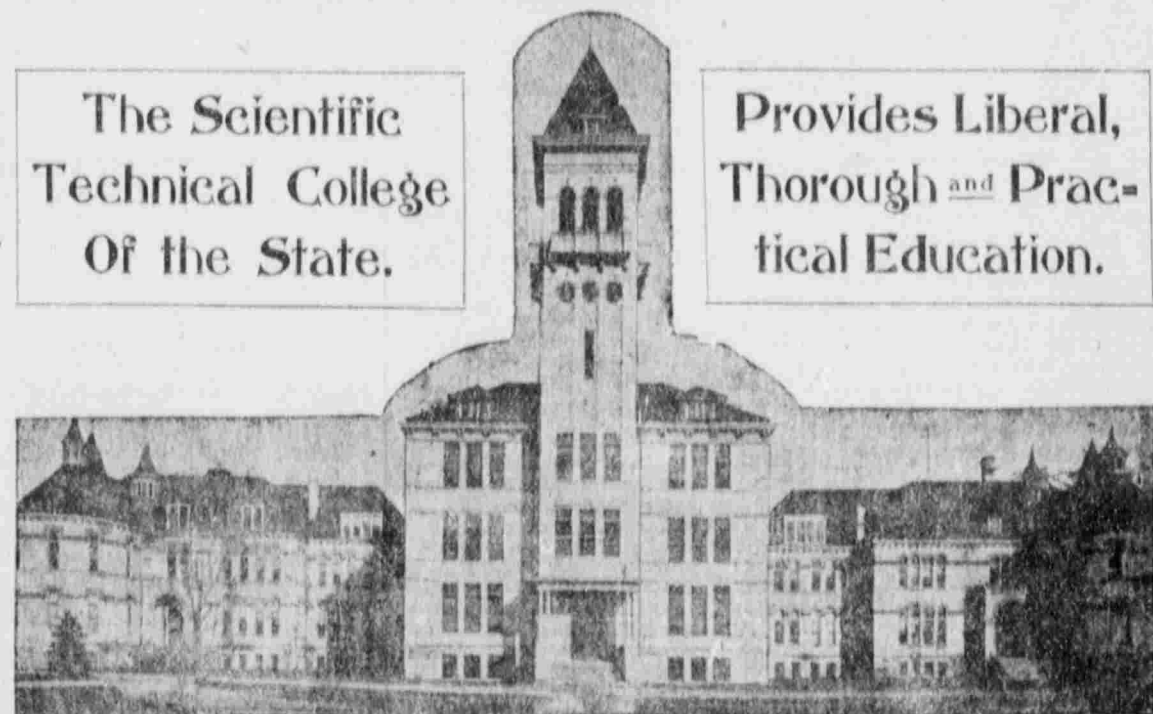 The Scientific
Technical College
Of the State.
Provides Liberal,
Thorough and Prac=
tical Education.